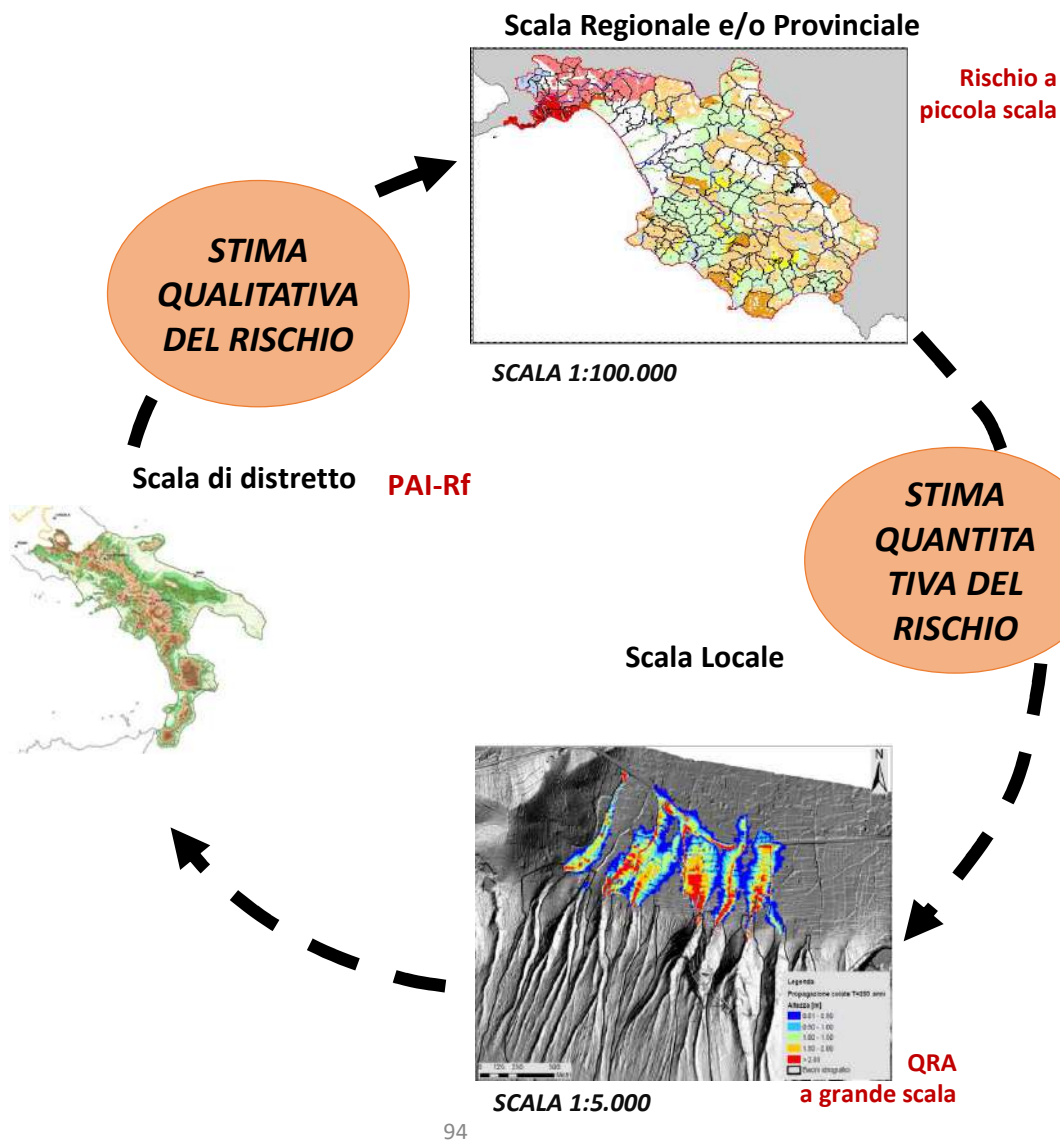 Scala Regionale e/o Provinciale
Rischio a
piccola scala
STIMA
QUALITATIVA
DEL RISCHIO
SCALA 1:100.000
Scala di distretto
PAI-Rf
STIMA
QUANTITA
TIVA DEL
RISCHIO
Scala Locale
N
Legenda
Altezza [m]
QRA
a grande scala
SCALA 1:5.000
94